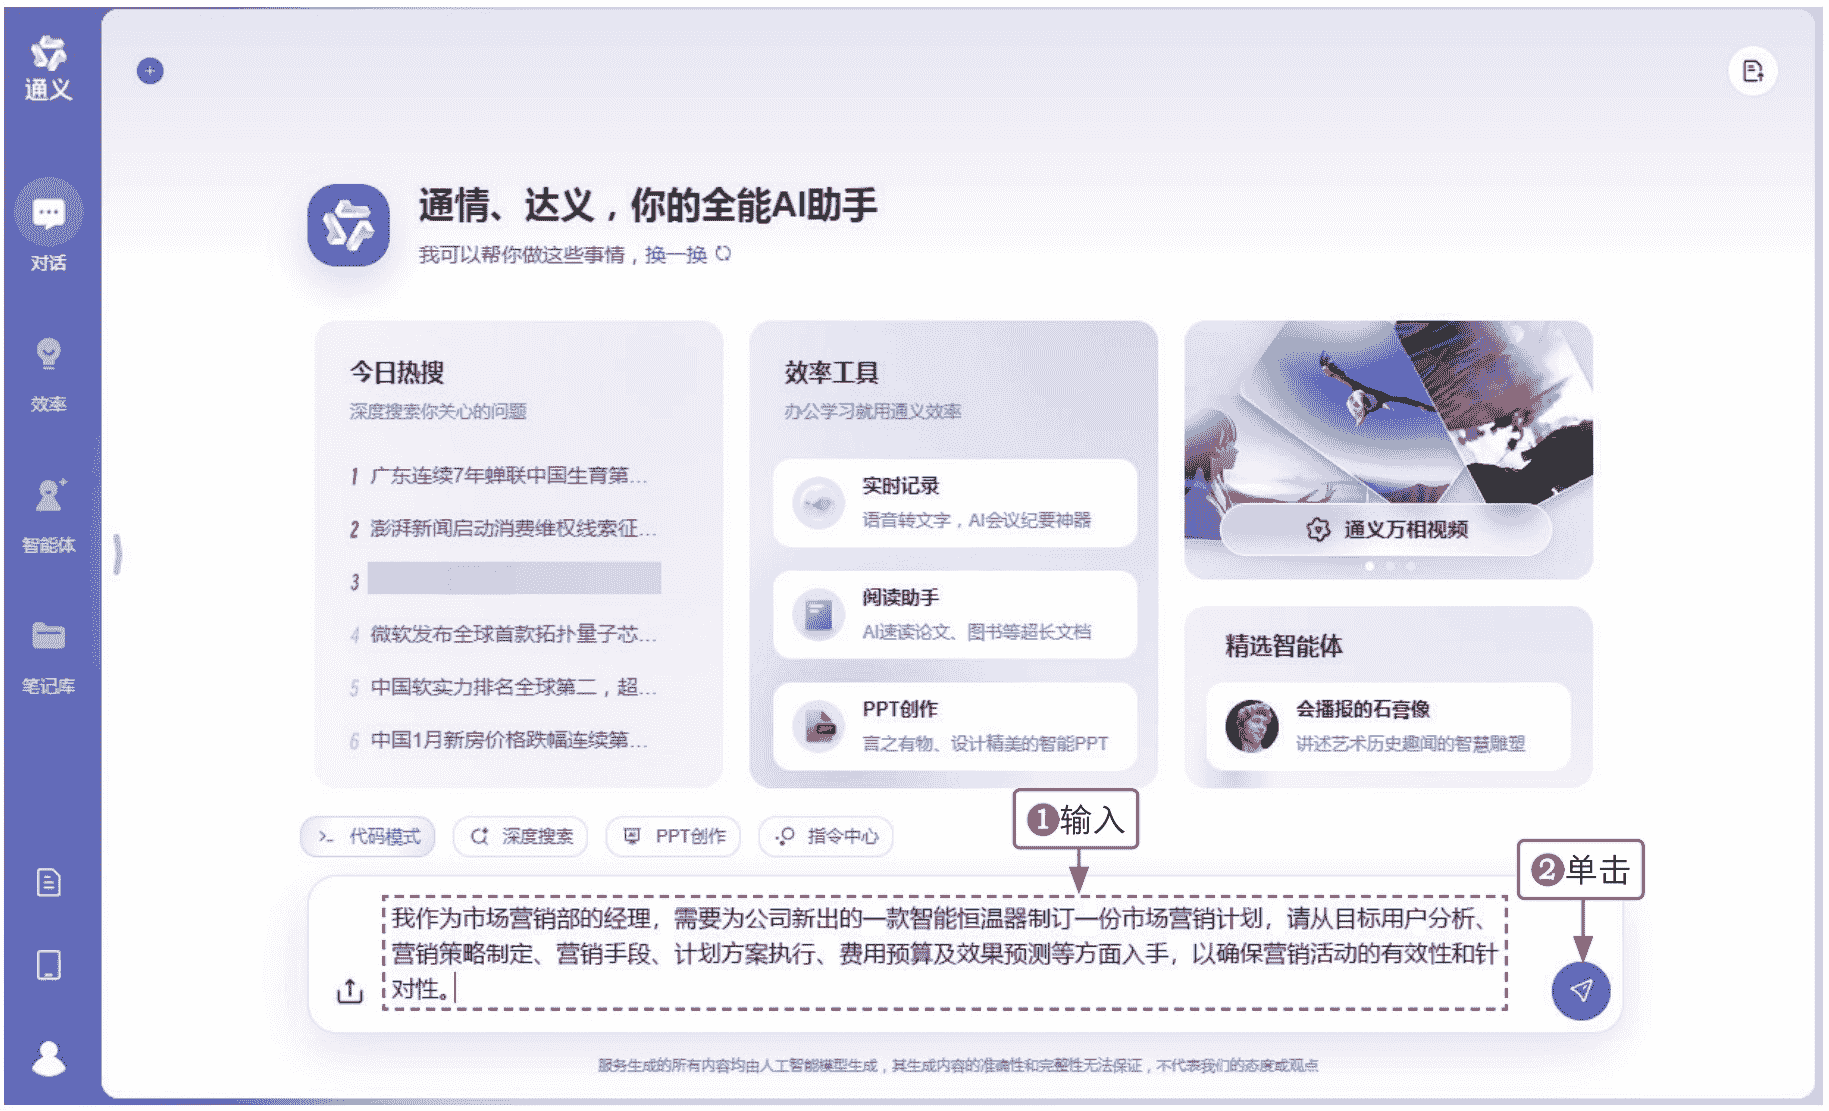 通义
对话
效率
智能体
笔记库
通情、达义，你的全能AI助手
我可以帮你做这些事情，换一换
今日热搜
深度搜索你关心的问题
1 广东连续7年蝉联中国生育第...
2 澎湃新闻启动消费维权线索征...
3
4 微软发布全球首款拓扑量子芯...
5 中国软实力排名全球第二，超...
6 中国1月新房价格跌幅连续第...
效率工具
办公学习就用通义效率
实时记录
语音转文字，AI会议纪要神器
阅读助手
AI速读论文、图书等超长文档
PPT创作
言之有物、设计精美的智能PPT
通义万相视频
精选智能体
会播报的石膏像
讲述艺术历史趣闻的智慧雕塑
代码模式
深度搜索
PPT创作
指令中心
❶输入
❷单击
我作为市场营销部的经理，需要为公司新出的一款智能恒温器制订一份市场营销计划，请从目标用户分析、
营销策略制定、营销手段、计划方案执行、费用预算及效果预测等方面入手，以确保营销活动的有效性和针
对性。
服务生成的所有内容均由人工智能模型生成，其生成内容的准确性和完整性无法保证，不代表我们的态度或观点